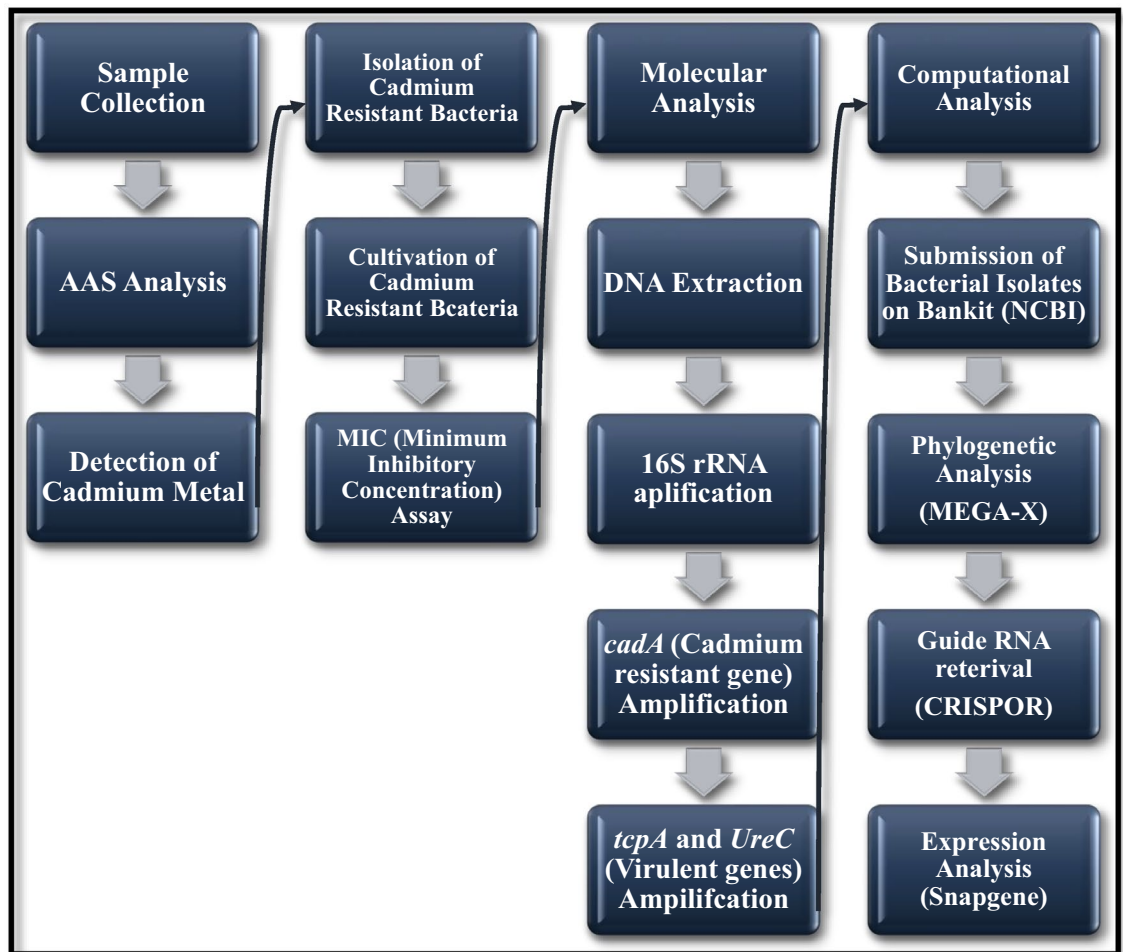 Sample
Collection
AAS Analysis
Detection of
Cadmium Metal
Isolation of
Cadmium
Resistant Bacteria
Cultivation of
Cadmium
Resistant Bcateria
MIC (Minimum
Inhibitory
Concentration)
Assay
Molecular
Analysis
DNA Extraction
16S rRNA
aplification
cadA (Cadmium
resistant gene)
Amplification
tcpA and UreC
(Virulent genes)
Ampilifcation
Computational
Analysis
Submission of
Bacterial Isolates
on Bankit (NCBI)
Phylogenetic
Analysis
(MEGA-X)
Guide RNA
reterival
(CRISPOR)
Expression
Analysis
(Snapgene)